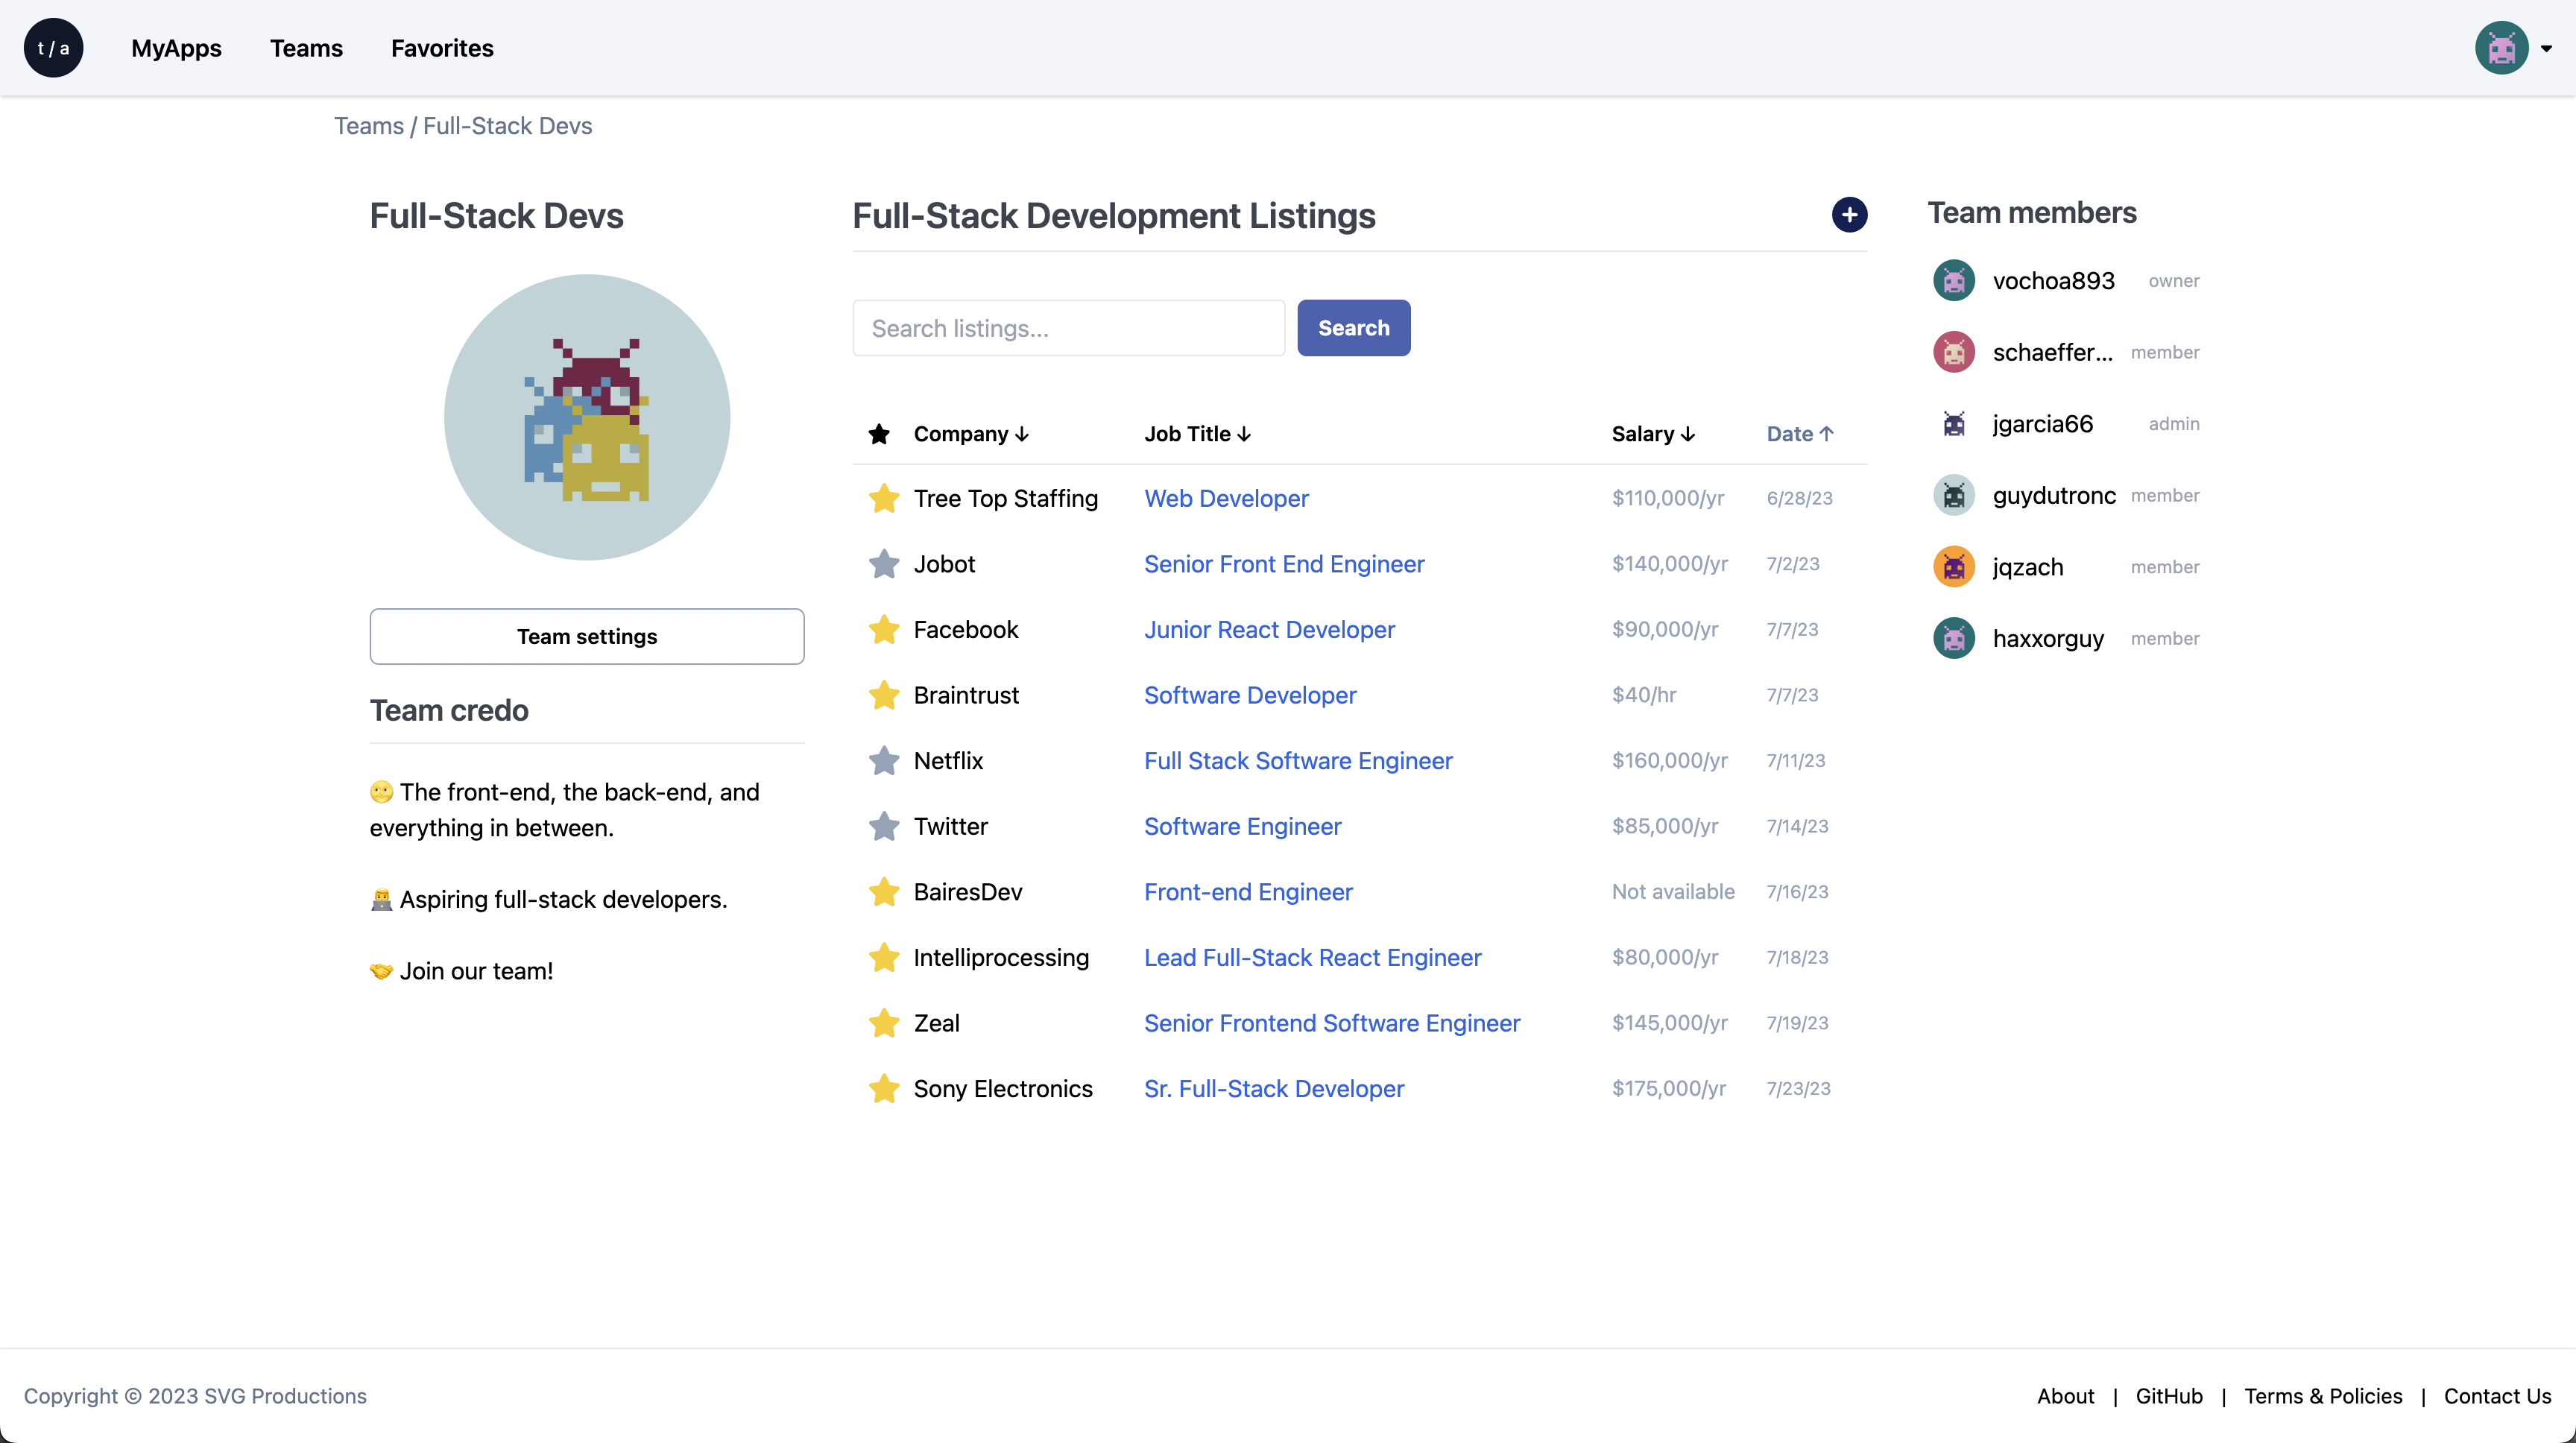 t / a MyApps Teams Favorites
Teams / Full-Stack Devs
Full-Stack Devs
Team settings
Team credo
🌝 The front-end, the back-end, and
everything in between.
👨‍💻 Aspiring full-stack developers.
🤝 Join our team!
Full-Stack Development Listings
Search listings... Search
★ Company ↓ Job Title ↓ Salary ↓ Date ↑
Tree Top Staffing Web Developer $110,000/yr 6/28/23
Jobot Senior Front End Engineer $140,000/yr 7/2/23
Facebook Junior React Developer $90,000/yr 7/7/23
Braintrust Software Developer $40/hr 7/7/23
Netflix Full Stack Software Engineer $160,000/yr 7/11/23
Twitter Software Engineer $85,000/yr 7/14/23
BairesDev Front-end Engineer Not available 7/16/23
Intelliprocessing Lead Full-Stack React Engineer $80,000/yr 7/18/23
Zeal Senior Frontend Software Engineer $145,000/yr 7/19/23
Sony Electronics Sr. Full-Stack Developer $175,000/yr 7/23/23
Team members
vochoa893 owner
schaeffer... member
jgarcia66 admin
guydutronc member
jqzach member
haxxorguy member
Copyright © 2023 SVG Productions
About | GitHub | Terms & Policies | Contact Us